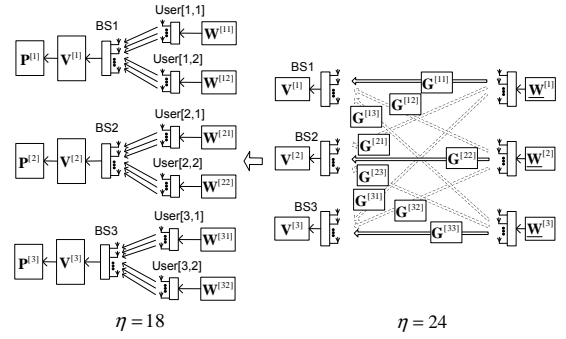 User[1,1]
BS1
P^[1]
V^[1]
W^[11]
User[1,2]
W^[12]
User[2,1]
BS2
P^[2]
V^[2]
W^[21]
User[2,2]
W^[22]
User[3,1]
BS3
P^[3]
V^[3]
W^[31]
User[3,2]
W^[32]
η = 18
BS1
V^[1]
G^[11]
G^[12]
G^[13]
W^[1]
BS2
V^[2]
G^[21]
G^[22]
G^[23]
W^[2]
G^[31]
G^[32]
BS3
V^[3]
G^[33]
W^[3]
η = 24